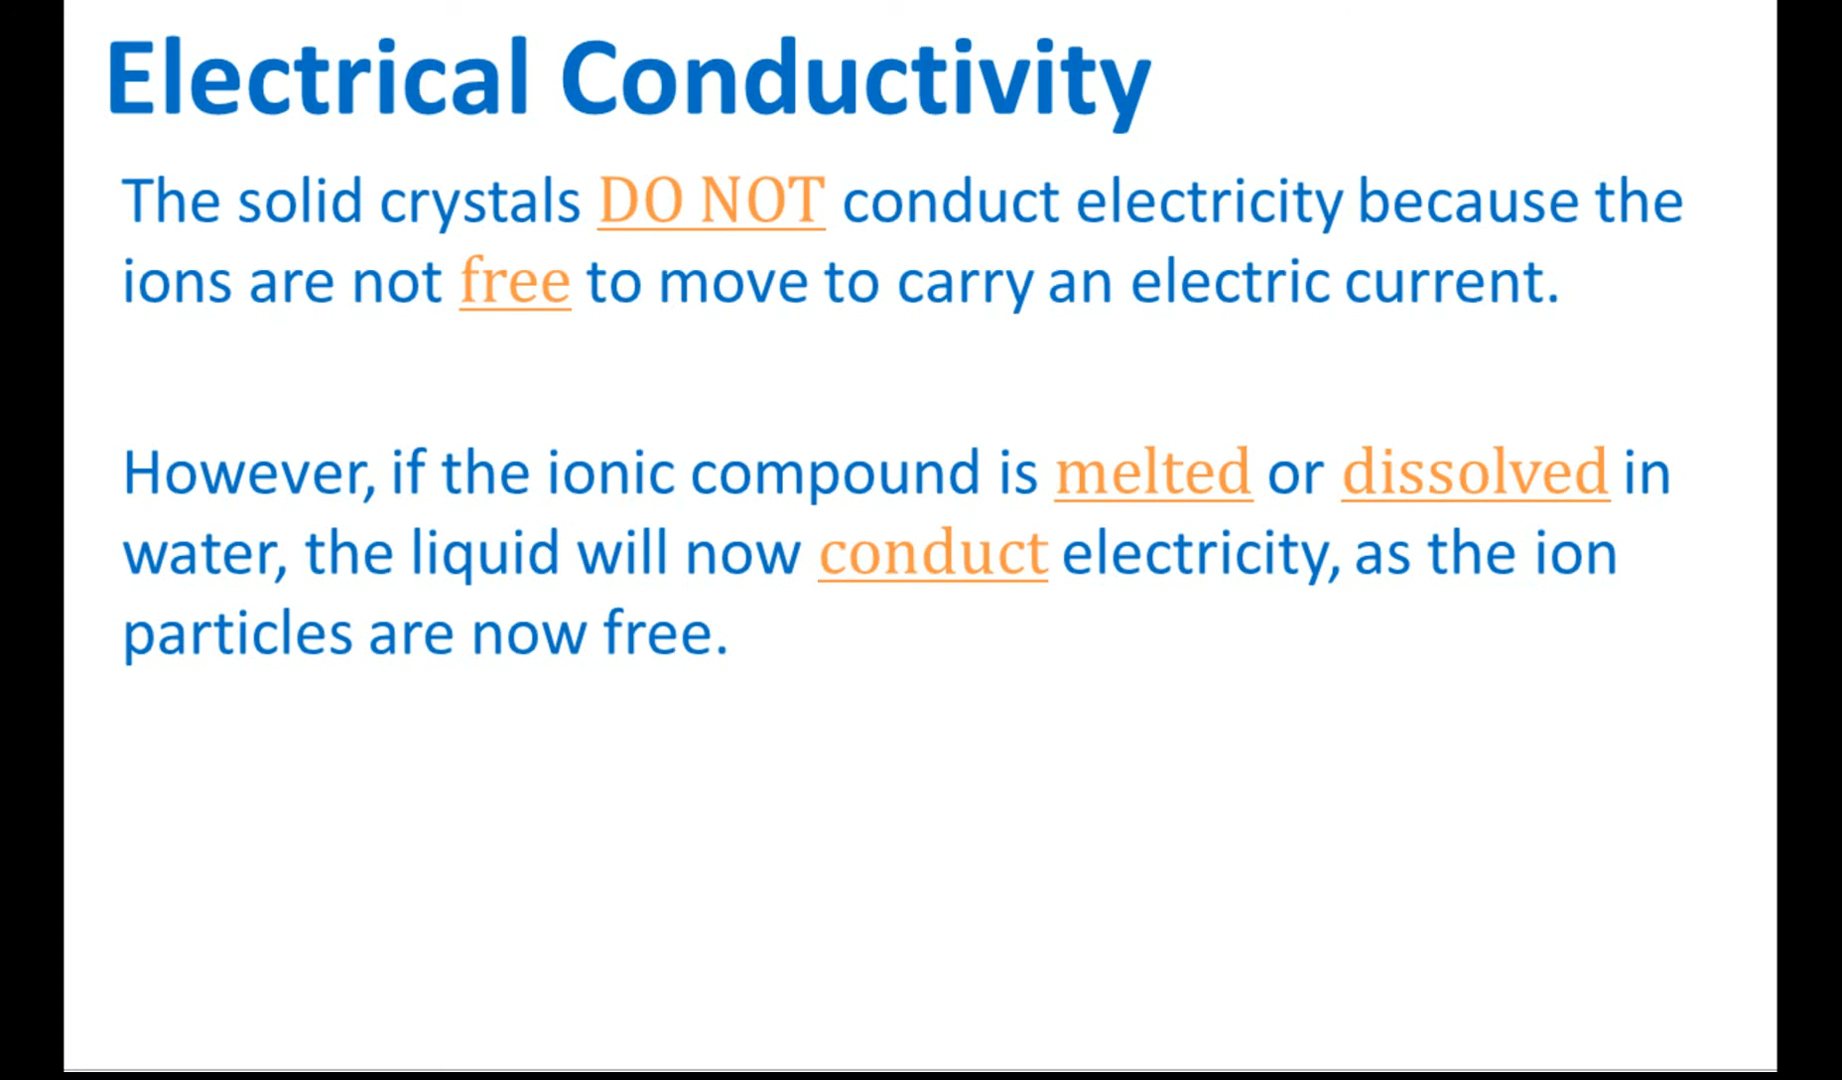 Electrical Conductivity
The solid crystals DO NOT conduct electricity because the
ions are not free to move to carry an electric current.
However, if the ionic compound is melted or dissolved in
water, the liquid will now conduct electricity, as the ion
particles are now free.